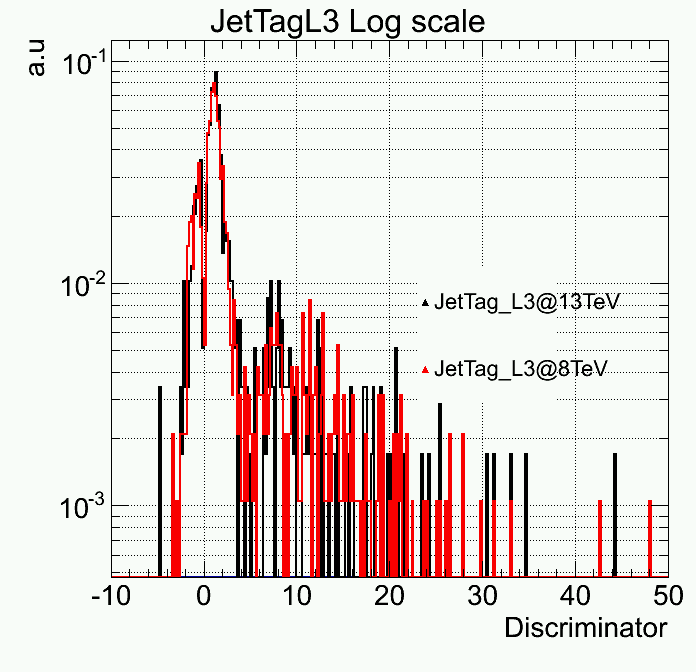 JetTagL3 Log scale
a.u
10-1
10-2
10-3
JetTag_L3@13TeV
JetTag_L3@8TeV
-10 0 10 20 30 40 50
Discriminator